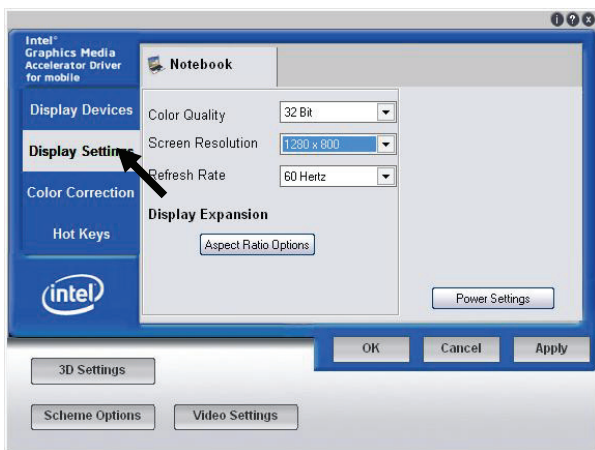 Intel®
Graphics Media
Accelerator Driver
for mobile
Notebook
Display Devices
Display Settings
Color Correction
Hot Keys
intel
Color Quality
32 Bit
Screen Resolution
1280 x 800
Refresh Rate
60 Hertz
Display Expansion
Aspect Ratio Options
Power Settings
OK
Cancel
Apply
3D Settings
Scheme Options
Video Settings